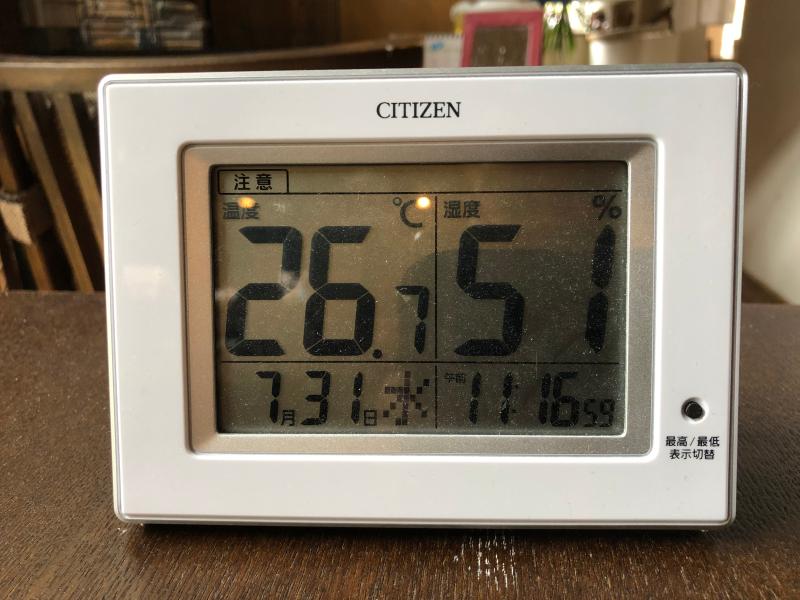 CITIZEN
注意
温度 ℃ 湿度 %
26.7 51
7月31日 水 午前 11:16 59
最高/最低
表示切替